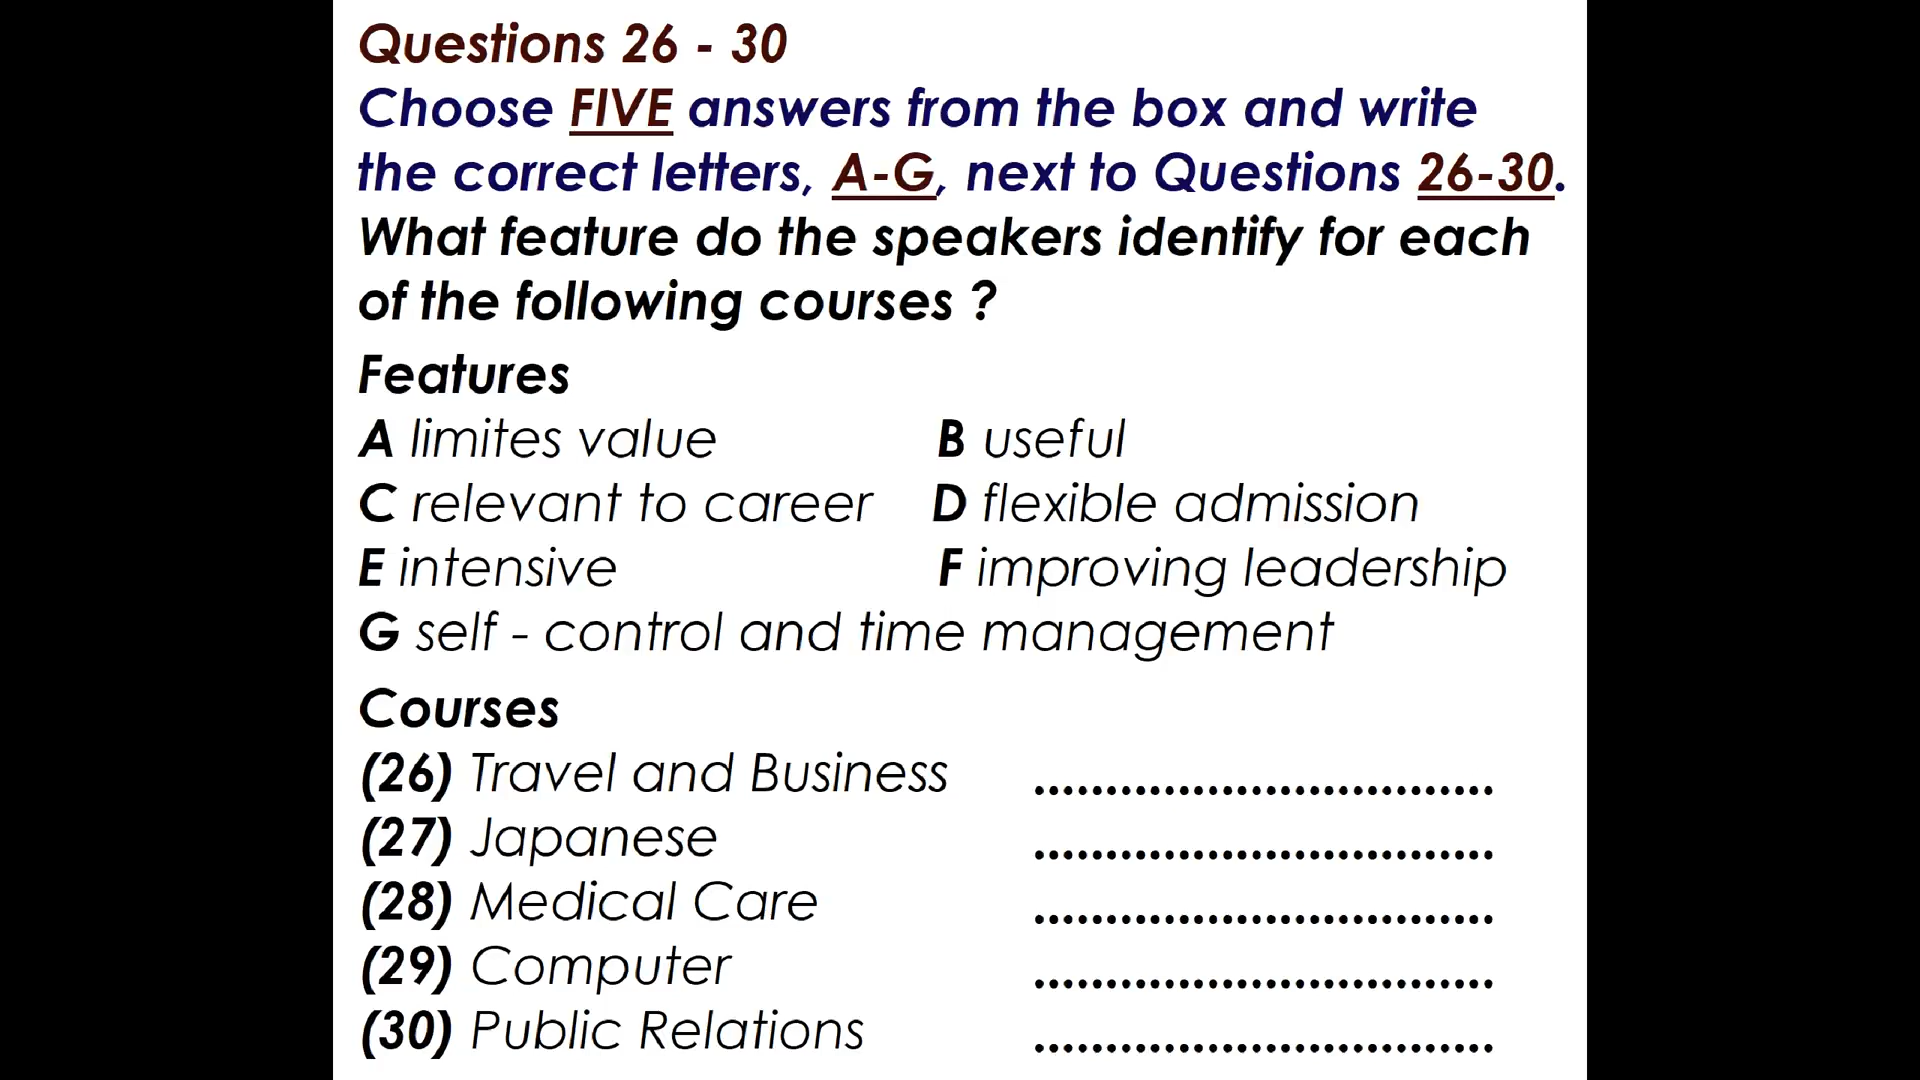 Questions 26 - 30
Choose FIVE answers from the box and write
the correct letters, A-G, next to Questions 26-30.
What feature do the speakers identify for each
of the following courses ?
Features
A limites value B useful
C relevant to career D flexible admission
E intensive F improving leadership
G self - control and time management
Courses
(26) Travel and Business ................................
(27) Japanese ................................
(28) Medical Care ................................
(29) Computer ................................
(30) Public Relations ................................